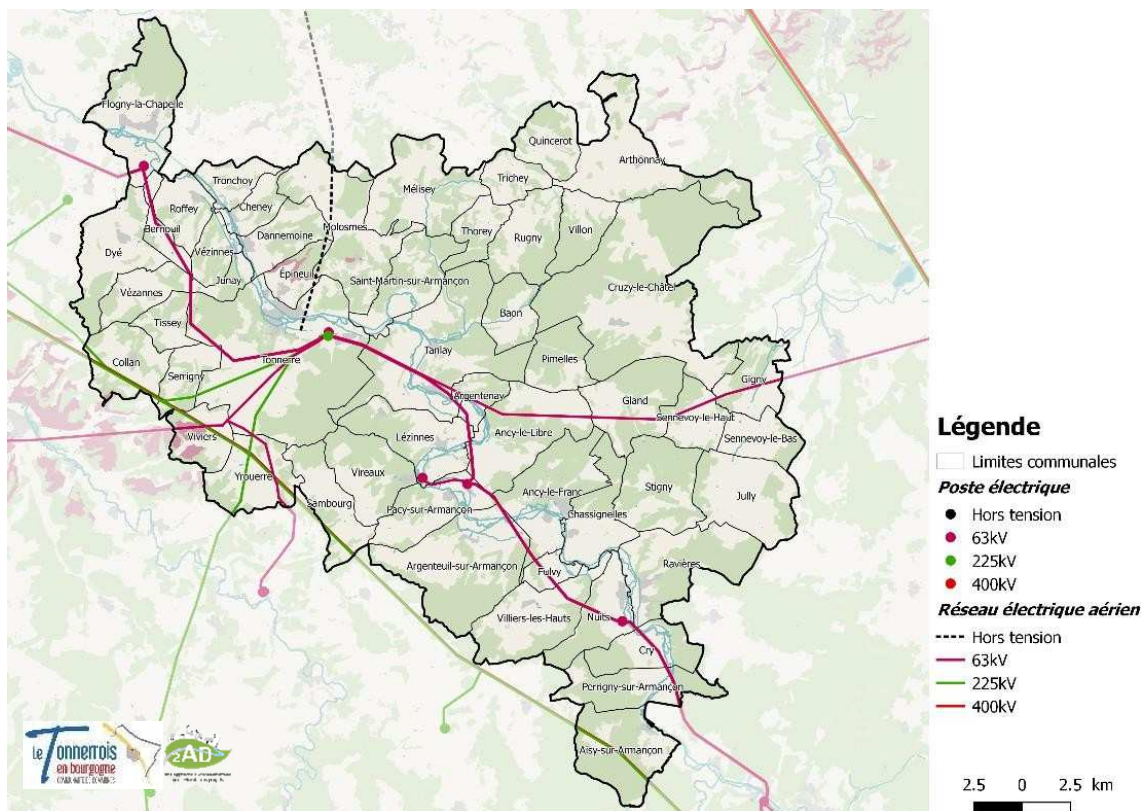 Flogny-la-Chapelle
Quincerot
Arthonnay
Tronchoy
Trichey
Mélisey
Roffey
Cheney
Molosmes
Bernouil
Dannemoine
Thorey
Rugny
Villon
Dyé
Vézinnes
Épineuil
Junay
Saint-Martin-sur-Armançon
Cruzy-le-Châtel
Vézannes
Baon
Tissey
Tanlay
Collan
Tonnerre
Pimelles
Serrigny
Gigny
Argentenay
Gland
Sennevoy-le-Haut
Viviers
Lézinnes
Ancy-le-Libre
Sennevoy-le-Bas
Vireaux
Yrouerre
Stigny
Jully
Sambourg
Ancy-le-Franc
Pacy-sur-Armançon
Chassignelles
Argenteuil-sur-Armançon
Fulvy
Ravières
Villiers-les-Hauts
Nuits
Cry
Perrigny-sur-Armançon
Aisy-sur-Armançon
Légende
Limites communales
Poste électrique
Hors tension
63kV
225kV
400kV
Réseau électrique aérien
Hors tension
63kV
225kV
400kV
2.5 0 2.5 km
Le Tonnerrois
en bourgogne
COMMUNAUTÉ DE COMMUNES
2AD